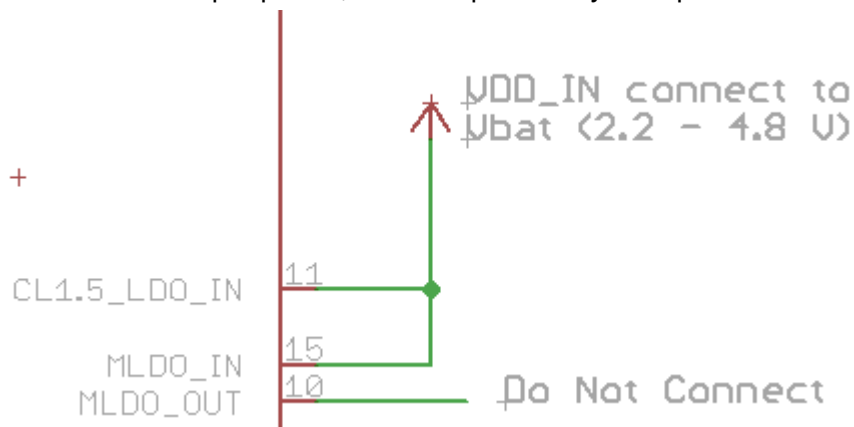 VDD_IN connect to
Vbat (2.2 - 4.8 V)
11
CL1.5_LDO_IN
15
MLDO_IN
10
MLDO_OUT
Do Not Connect